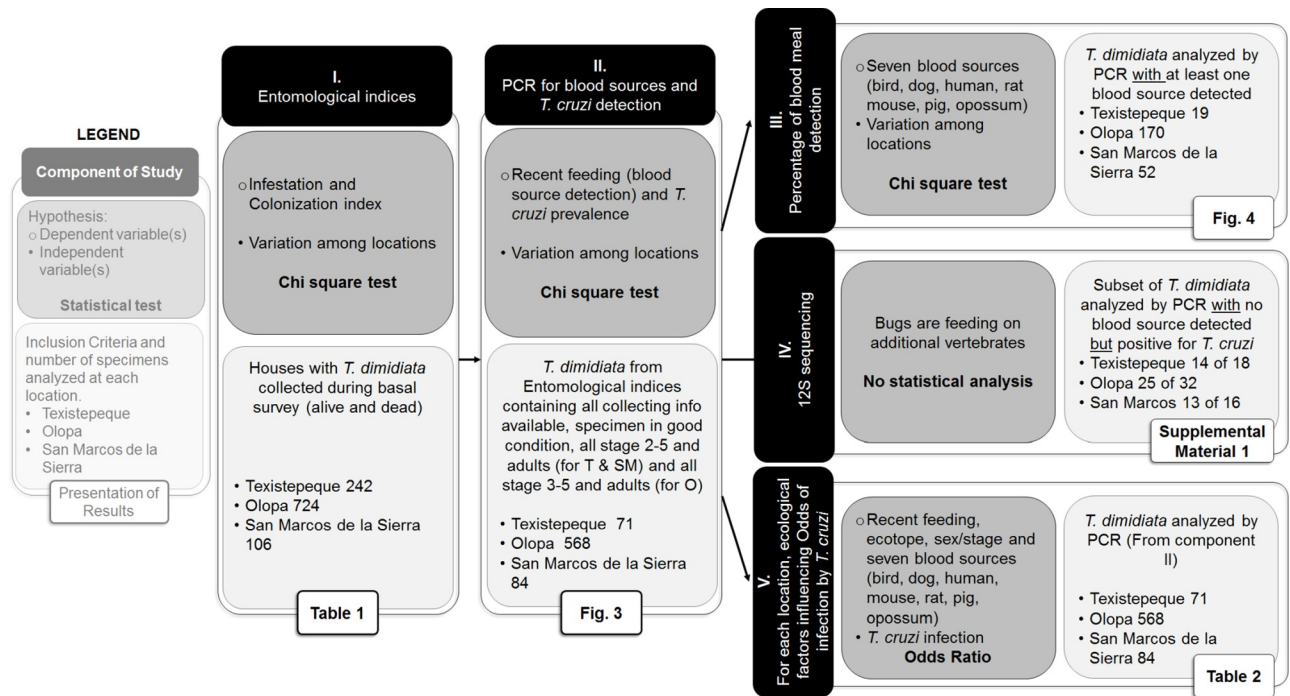 LEGEND
Component of Study
Hypothesis:
o Dependent variable(s)
• Independent
variable(s)
Statistical test
Inclusion Criteria and
number of specimens
analyzed at each
location.
• Texistepeque
• Olopa
• San Marcos de la
Sierra
Presentation of
Results
I.
Entomological indices
o Infestation and
Colonization index
• Variation among locations
Chi square test
Houses with T. dimidiata
collected during basal
survey (alive and dead)
• Texistepeque 242
• Olopa 724
• San Marcos de la Sierra
106
Table 1
II.
PCR for blood sources and
T. cruzi detection
o Recent feeding (blood
source detection) and T.
cruzi prevalence
• Variation among locations
Chi square test
T. dimidiata from
Entomological indices
containing all collecting info
available, specimen in good
condition, all stage 2-5 and
adults (for T & SM) and all
stage 3-5 and adults (for O)
• Texistepeque 71
• Olopa 568
• San Marcos de la Sierra
84
Fig. 3
III.
Percentage of blood meal
detection
o Seven blood sources
(bird, dog, human, rat
mouse, pig, opossum)
• Variation among
locations
Chi square test
T. dimidiata analyzed by
PCR with at least one
blood source detected
• Texistepeque 19
• Olopa 170
• San Marcos de la
Sierra 52
Fig. 4
IV.
12S sequencing
Bugs are feeding on
additional vertebrates
No statistical analysis
Subset of T. dimidiata
analyzed by PCR with no
blood source detected
but positive for T. cruzi
• Texistepeque 14 of 18
• Olopa 25 of 32
• San Marcos 13 of 16
Supplemental
Material 1
V.
For each location, ecological
factors influencing Odds of
infection by T. cruzi
o Recent feeding,
ecotope, sex/stage and
seven blood sources
(bird, dog, human,
mouse, rat, pig,
opossum)
• T. cruzi infection
Odds Ratio
T. dimidiata analyzed by
PCR (From component
II)
• Texistepeque 71
• Olopa 568
• San Marcos de la
Sierra 84
Table 2